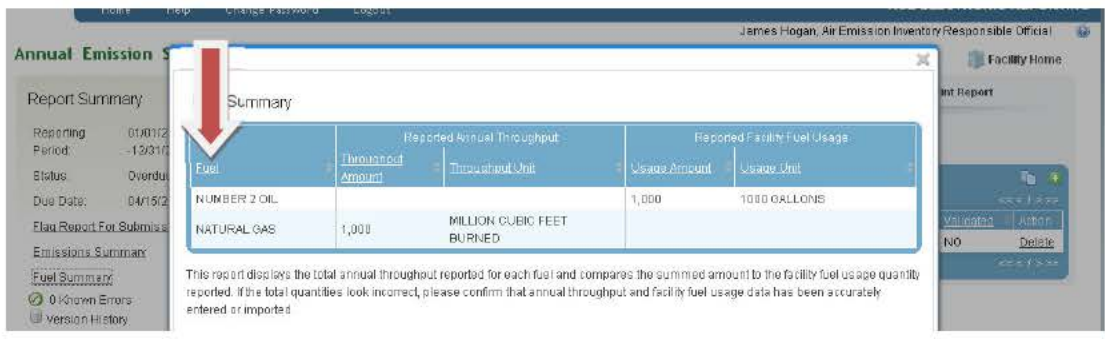 Home Help Change Password Logout
James Hogan, Air Emission Inventory Responsible Official
Annual Emission S
Facility Home
Report Summary
Summary
int Report
Reporting Period: 01/01/2 -12/31/2
Reported Annual Throughput Reported Facility Fuel Usage
Fuel Throughput Amount Throughput Unit Usage Amount Usage Unit
Status: Overdu
NUMBER 2 OIL 1,000 1000 GALLONS
Due Date: 04/15/2
NATURAL GAS 1,000 MILLION CUBIC FEET BURNED
Validated Action
NO Delete
Flag Report For Submiss
Emissions Summary
Fuel Summary
0 Known Errors
Version History
This report displays the total annual throughput reported for each fuel and compares the summed amount to the facility fuel usage quantity
reported. If the total quantities look incorrect, please confirm that annual throughput and facility fuel usage data has been accurately
entered or imported